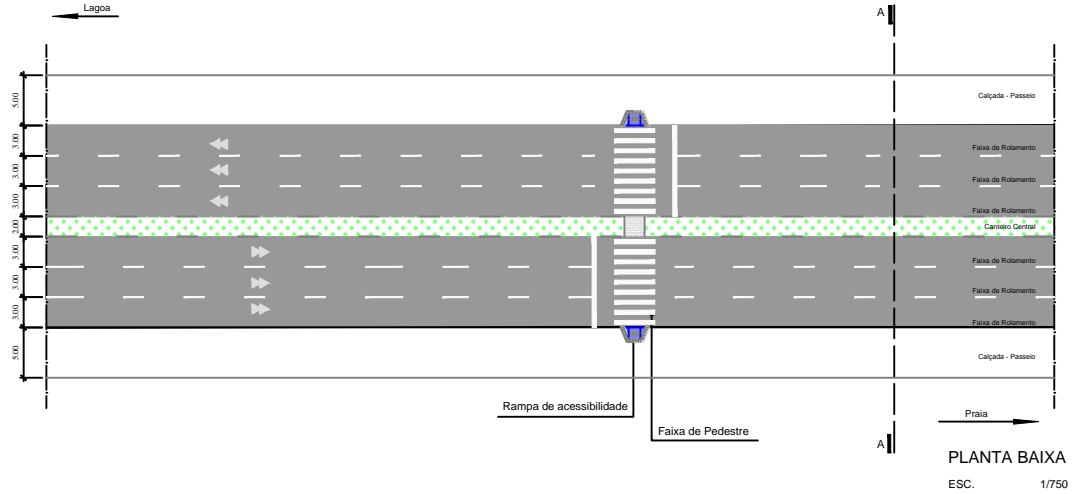 Lagoa
A
5.00
Calçada - Passeio
3.00
Faixa de Rolamento
3.00
Faixa de Rolamento
3.00
Faixa de Rolamento
2.00
Canteiro Central
3.00
Faixa de Rolamento
3.00
Faixa de Rolamento
3.00
Faixa de Rolamento
5.00
Calçada - Passeio
Rampa de acessibilidade
Faixa de Pedestre
Praia
A
PLANTA BAIXA
ESC. 1/750